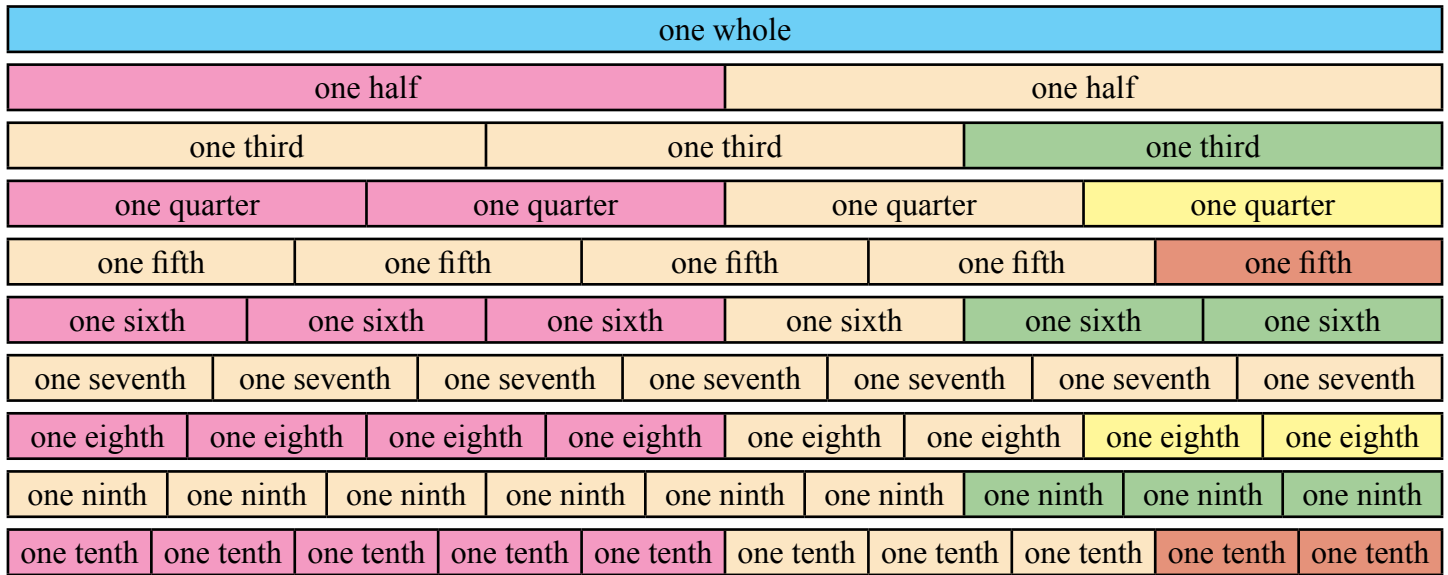 one whole
one half one half
one third one third one third
one quarter one quarter one quarter one quarter
one fifth one fifth one fifth one fifth one fifth
one sixth one sixth one sixth one sixth one sixth one sixth
one seventh one seventh one seventh one seventh one seventh one seventh one seventh
one eighth one eighth one eighth one eighth one eighth one eighth one eighth one eighth
one ninth one ninth one ninth one ninth one ninth one ninth one ninth one ninth one ninth
one tenth one tenth one tenth one tenth one tenth one tenth one tenth one tenth one tenth one tenth